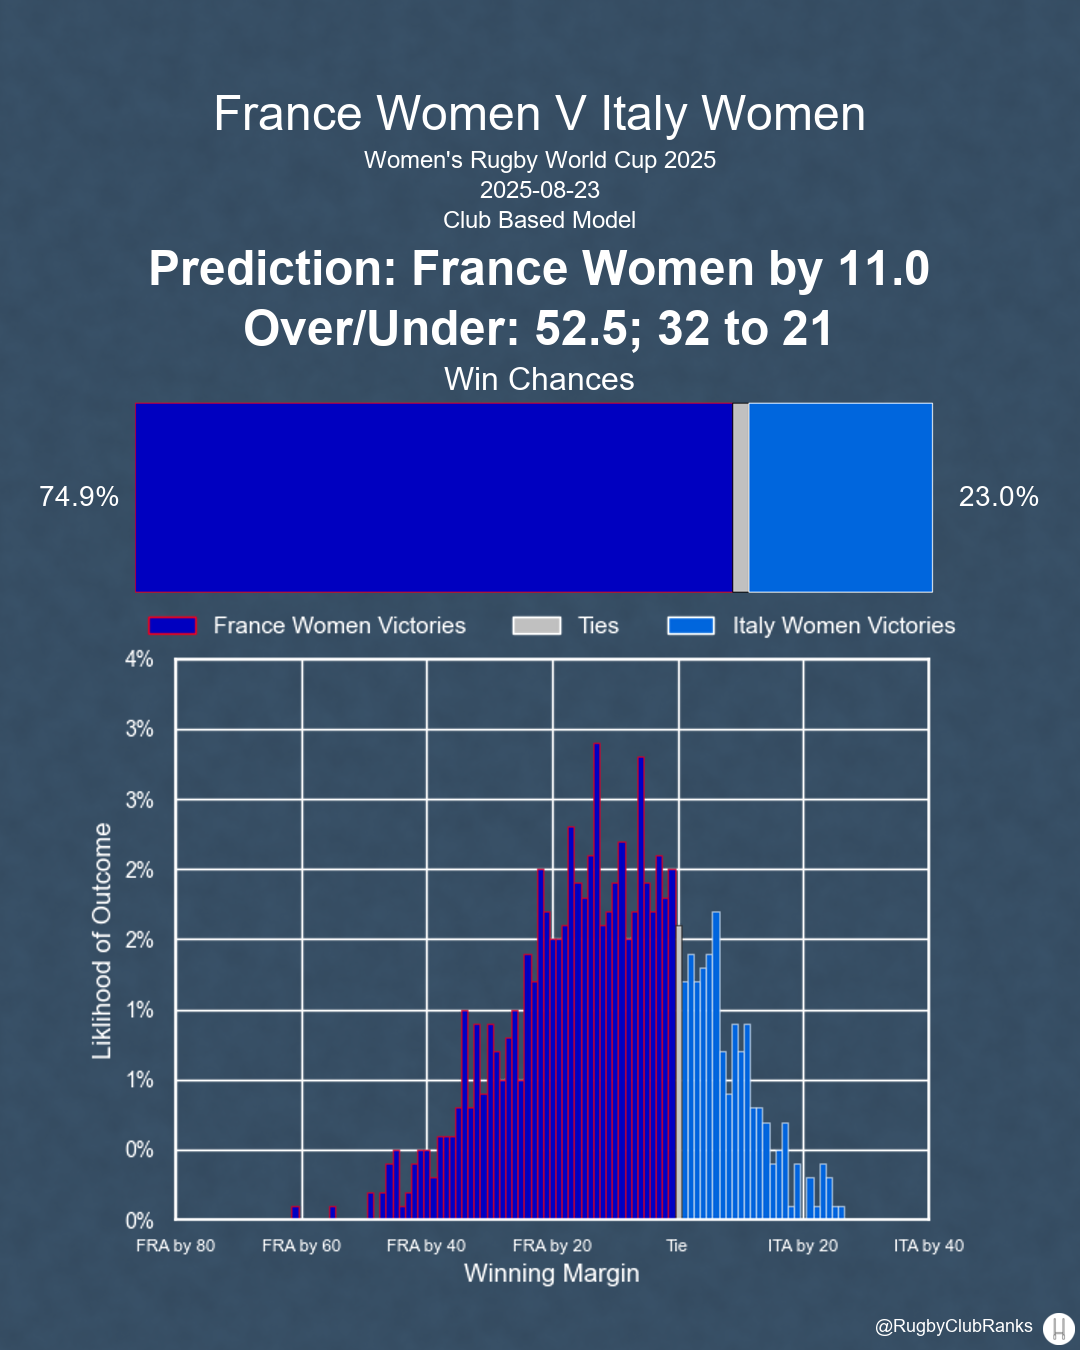 France Women V Italy Women
Women's Rugby World Cup 2025
2025-08-23
Club Based Model
Prediction: France Women by 11.0
Over/Under: 52.5; 32 to 21
Win Chances
74.9%
23.0%
France Women Victories
Ties
Italy Women Victories
4%
3%
3%
2%
2%
1%
1%
0%
0%
Liklihood of Outcome
FRA by 80
FRA by 60
FRA by 40
FRA by 20
Tie
ITA by 20
ITA by 40
Winning Margin
@RugbyClubRanks